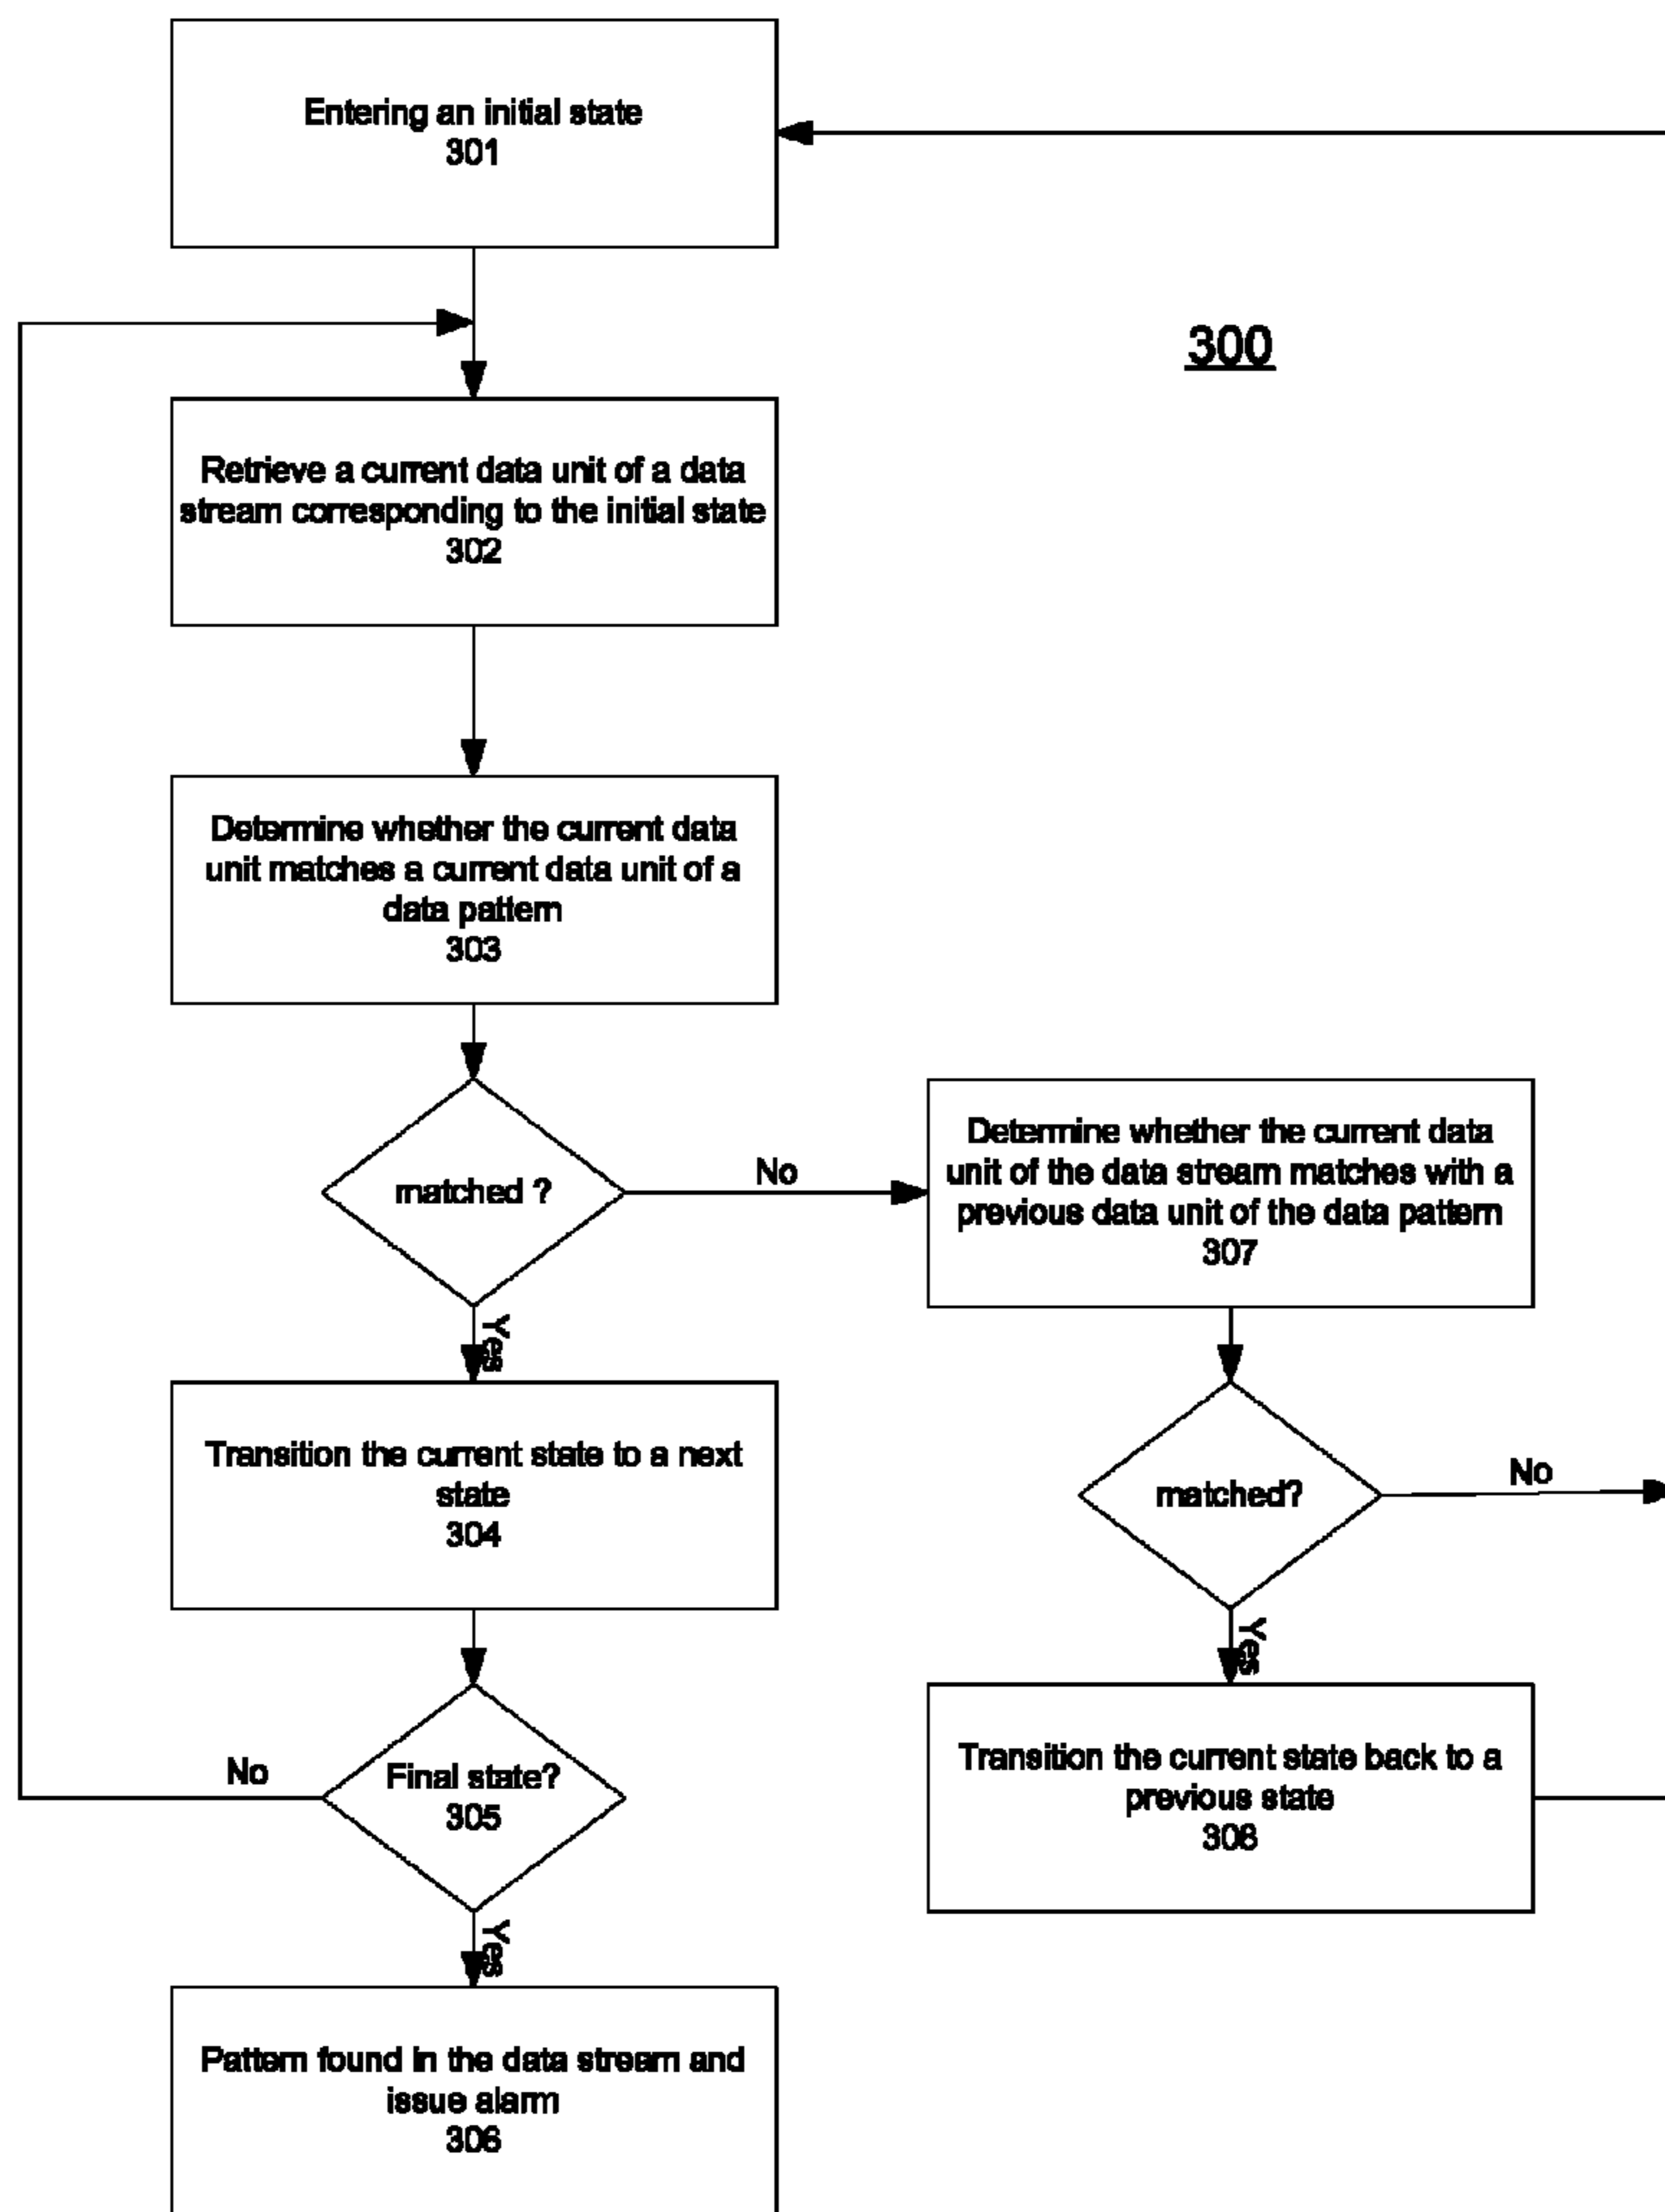 Entering an initial state
301
300
Retrieve a current data unit of a data
stream corresponding to the initial state
302
Determine whether the current data
unit matches a current data unit of a
data pattern
303
matched ?
No
Determine whether the current data
unit of the data stream matches with a
previous data unit of the data pattern
307
Yes
Transition the current state to a next
state
304
matched?
No
Yes
Final state?
305
No
Transition the current state back to a
previous state
308
Yes
Pattern found in the data stream and
issue alarm
306